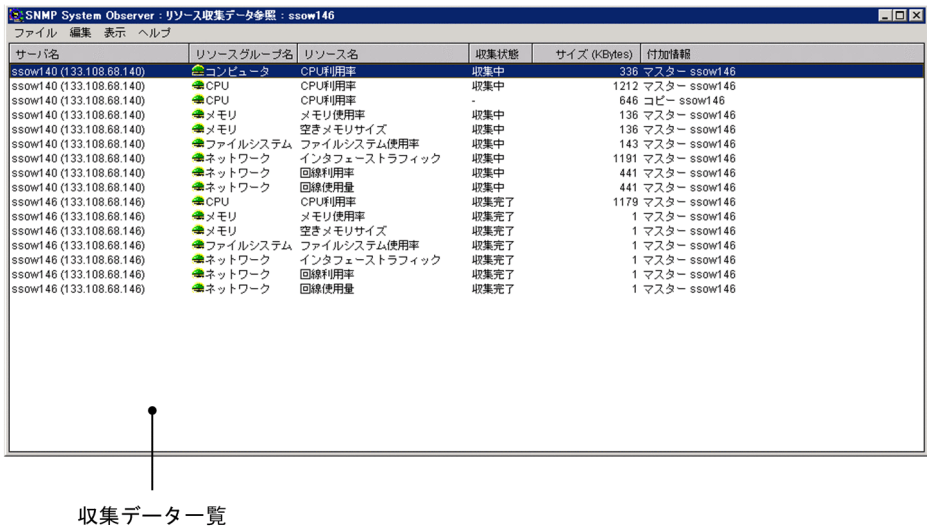 SNMP System Observer : リソース収集データ参照 : ssow146
ファイル 編集 表示 ヘルプ
サーバ名 リソースグループ名 リソース名 収集状態 サイズ (KBytes) 付加情報
ssow140 (133.108.68.140) コンピュータ CPU利用率 収集中 336 マスター ssow146
ssow140 (133.108.68.140) CPU CPU利用率 収集中 1212 マスター ssow146
ssow140 (133.108.68.140) CPU CPU利用率 - 646 コピー ssow146
ssow140 (133.108.68.140) メモリ メモリ使用率 収集中 136 マスター ssow146
ssow140 (133.108.68.140) メモリ 空きメモリサイズ 収集中 136 マスター ssow146
ssow140 (133.108.68.140) ファイルシステム ファイルシステム使用率 収集中 143 マスター ssow146
ssow140 (133.108.68.140) ネットワーク インタフェーストラフィック 収集中 1191 マスター ssow146
ssow140 (133.108.68.140) ネットワーク 回線利用率 収集中 441 マスター ssow146
ssow140 (133.108.68.140) ネットワーク 回線使用量 収集中 441 マスター ssow146
ssow146 (133.108.68.146) CPU CPU利用率 収集完了 1179 マスター ssow146
ssow146 (133.108.68.146) メモリ メモリ使用率 収集完了 1 マスター ssow146
ssow146 (133.108.68.146) メモリ 空きメモリサイズ 収集完了 1 マスター ssow146
ssow146 (133.108.68.146) ファイルシステム ファイルシステム使用率 収集完了 1 マスター ssow146
ssow146 (133.108.68.146) ネットワーク インタフェーストラフィック 収集完了 1 マスター ssow146
ssow146 (133.108.68.146) ネットワーク 回線利用率 収集完了 1 マスター ssow146
ssow146 (133.108.68.146) ネットワーク 回線使用量 収集完了 1 マスター ssow146
収集データ一覧